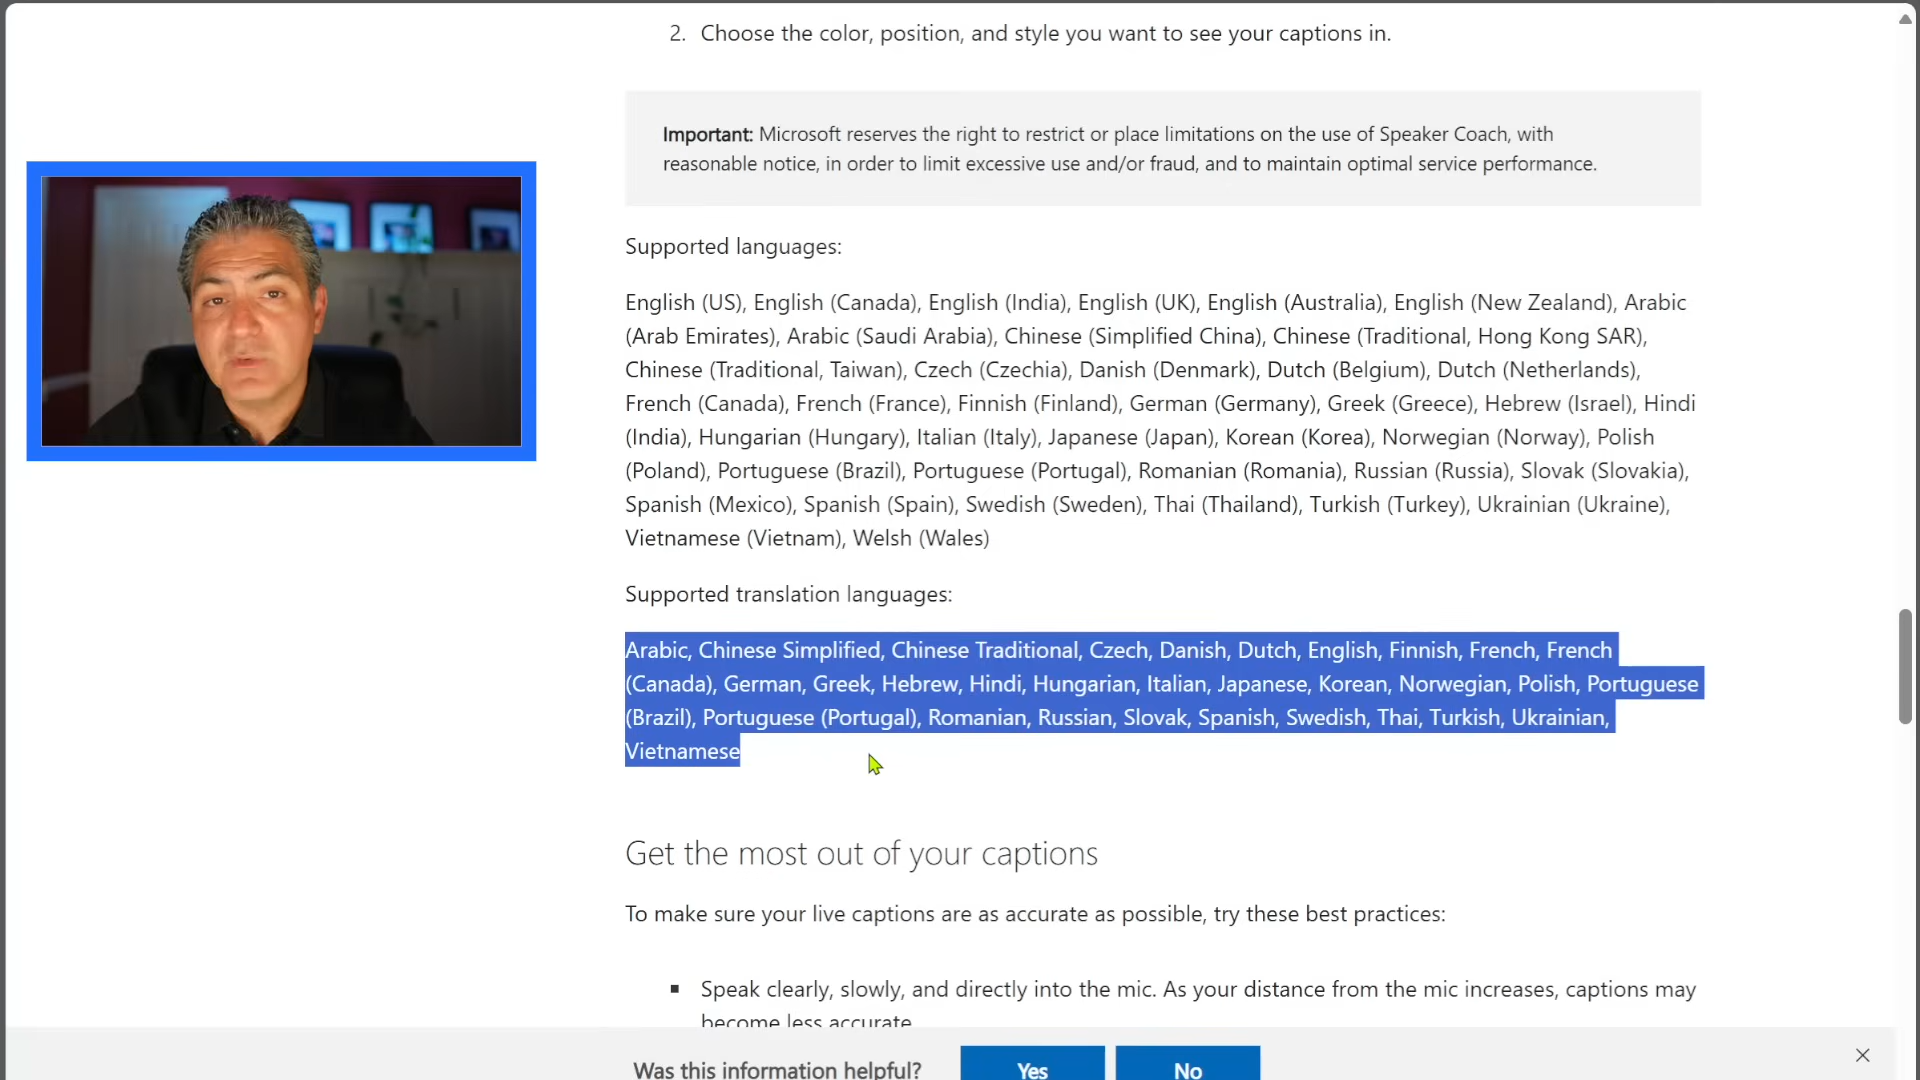 2. Choose the color, position, and style you want to see your captions in.
Important: Microsoft reserves the right to restrict or place limitations on the use of Speaker Coach, with
reasonable notice, in order to limit excessive use and/or fraud, and to maintain optimal service performance.
Supported languages:
English (US), English (Canada), English (India), English (UK), English (Australia), English (New Zealand), Arabic
(Arab Emirates), Arabic (Saudi Arabia), Chinese (Simplified China), Chinese (Traditional, Hong Kong SAR),
Chinese (Traditional, Taiwan), Czech (Czechia), Danish (Denmark), Dutch (Belgium), Dutch (Netherlands),
French (Canada), French (France), Finnish (Finland), German (Germany), Greek (Greece), Hebrew (Israel), Hindi
(India), Hungarian (Hungary), Italian (Italy), Japanese (Japan), Korean (Korea), Norwegian (Norway), Polish
(Poland), Portuguese (Brazil), Portuguese (Portugal), Romanian (Romania), Russian (Russia), Slovak (Slovakia),
Spanish (Mexico), Spanish (Spain), Swedish (Sweden), Thai (Thailand), Turkish (Turkey), Ukrainian (Ukraine),
Vietnamese (Vietnam), Welsh (Wales)
Supported translation languages:
Arabic, Chinese Simplified, Chinese Traditional, Czech, Danish, Dutch, English, Finnish, French, French
(Canada), German, Greek, Hebrew, Hindi, Hungarian, Italian, Japanese, Korean, Norwegian, Polish, Portuguese
(Brazil), Portuguese (Portugal), Romanian, Russian, Slovak, Spanish, Swedish, Thai, Turkish, Ukrainian,
Vietnamese
Get the most out of your captions
To make sure your live captions are as accurate as possible, try these best practices:
▪ Speak clearly, slowly, and directly into the mic. As your distance from the mic increases, captions may
become less accurate
Was this information helpful? Yes No